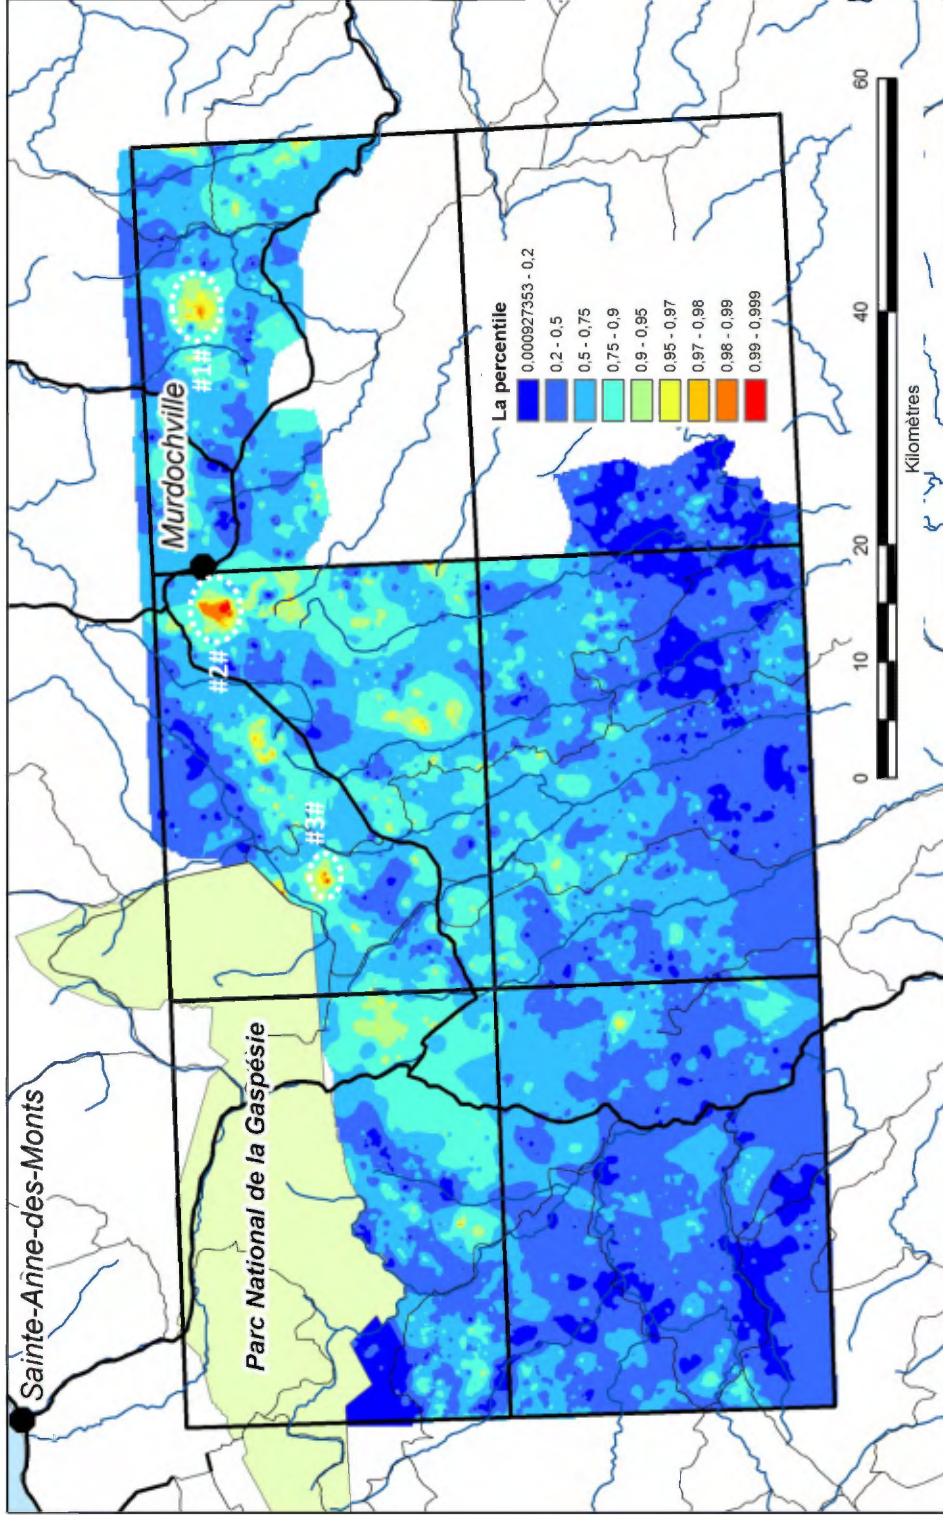 Sainte-Anne-des-Monts
Parc National de la Gaspésie
Murdochville
#1#
#2#
#3#
La percentile
0,000927353 - 0,2
0,2 - 0,5
0,5 - 0,75
0,75 - 0,9
0,9 - 0,95
0,95 - 0,97
0,97 - 0,98
0,98 - 0,99
0,99 - 0,999
0 10 20 40 60
Kilomètres